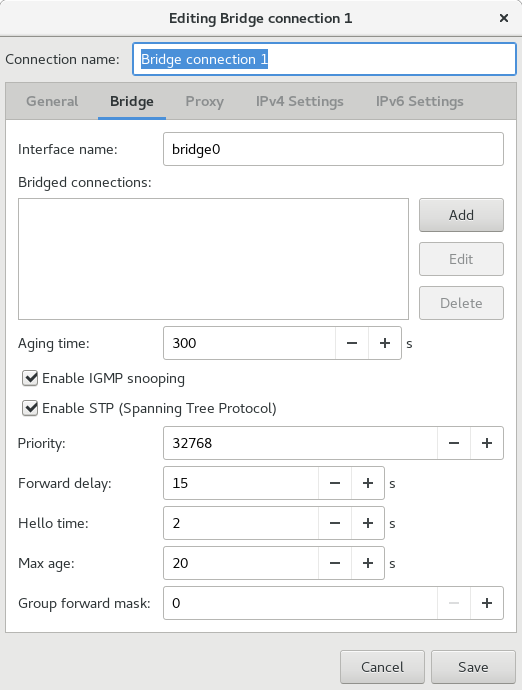 Editing Bridge connection 1 ×
Connection name: Bridge connection 1
General Bridge Proxy IPv4 Settings IPv6 Settings
Interface name: bridge0
Bridged connections:
Add
Edit
Delete
Aging time: 300 − + s
Enable IGMP snooping
Enable STP (Spanning Tree Protocol)
Priority: 32768 − +
Forward delay: 15 − + s
Hello time: 2 − + s
Max age: 20 − + s
Group forward mask: 0 − +
Cancel Save